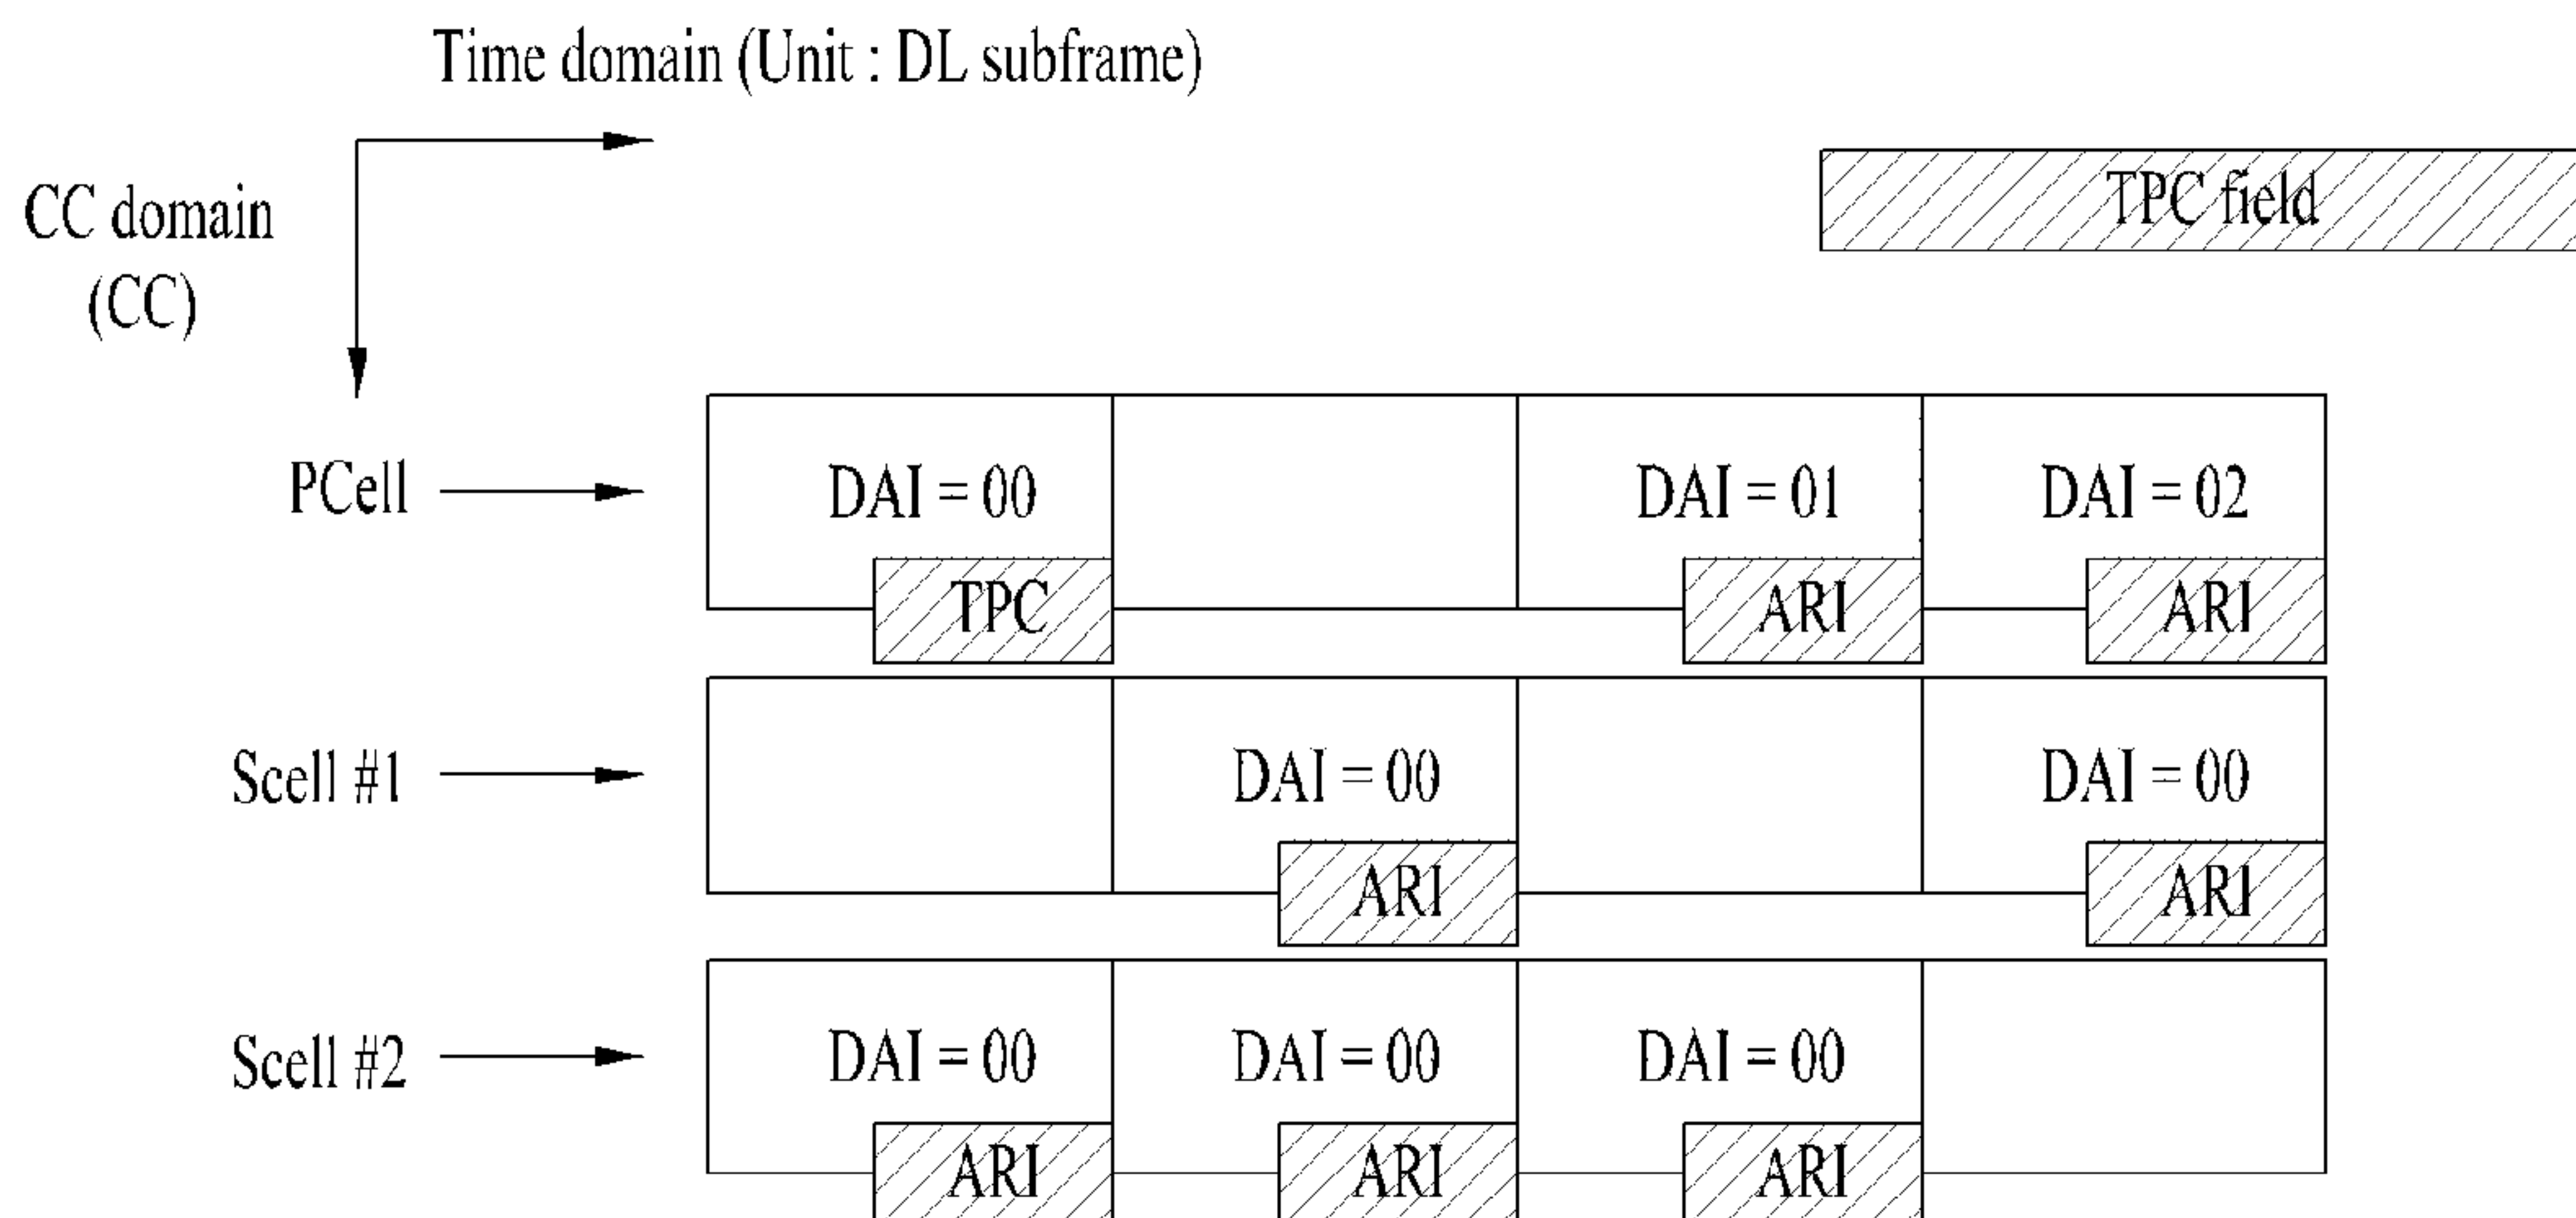 Time domain (Unit : DL subframe)
CC domain
(CC)
TPC field
PCell
DAI = 00
DAI = 01
DAI = 02
TPC
ARI
ARI
Scell #1
DAI = 00
DAI = 00
ARI
ARI
Scell #2
DAI = 00
DAI = 00
DAI = 00
ARI
ARI
ARI